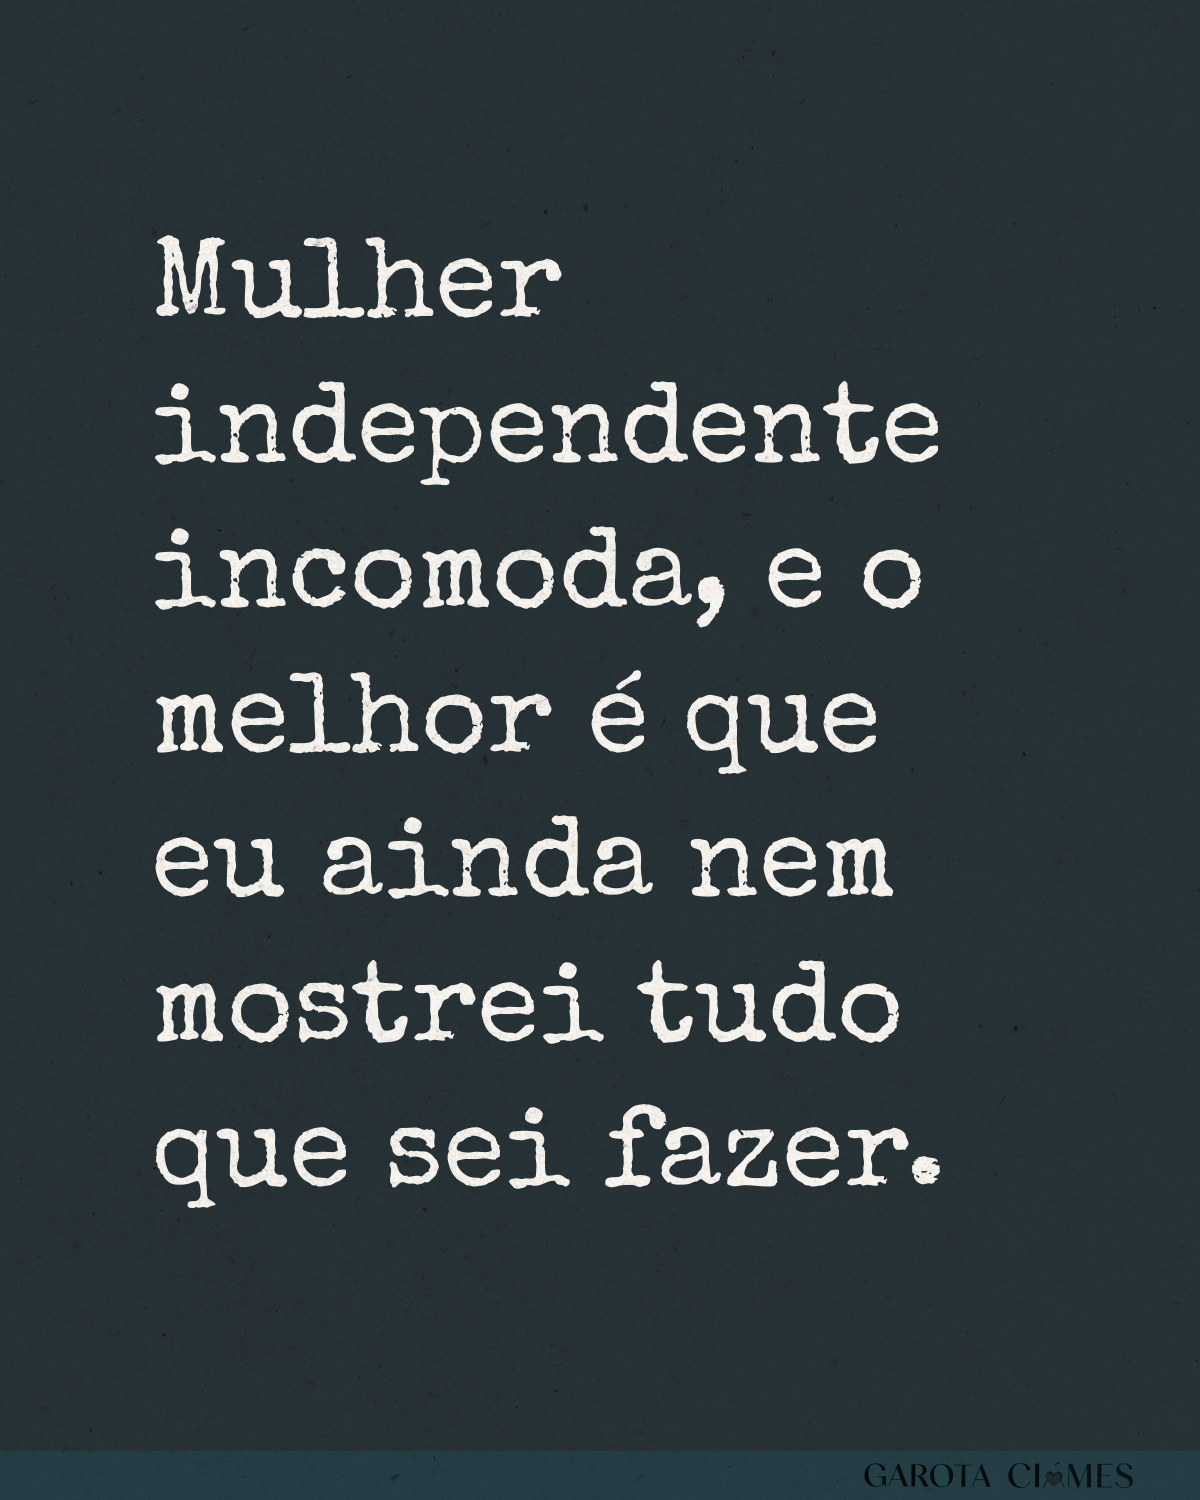 Mulher
independente
incomoda, e o
melhor é que
eu ainda nem
mostrei tudo
que sei fazer.
GAROTA CIÚMES